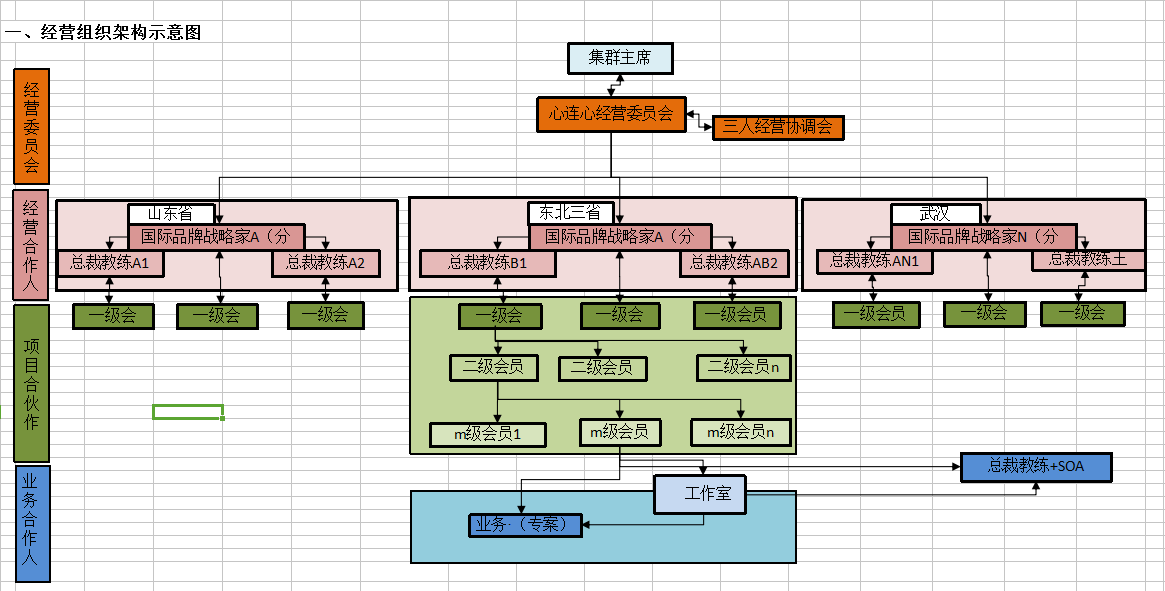 一、经营组织架构示意图
集群主席
经营委员会
心连心经营委员会
三人经营协调会
经营合作人
山东省
东北三省
武汉
国际品牌战略家A（分
国际品牌战略家A（分
国际品牌战略家N（分
总裁教练A1
总裁教练A2
总裁教练B1
总裁教练AB2
总裁教练AN1
总裁教练土
项目合伙作
一级会
一级会
一级会
一级会
一级会
一级会员
一级会员
一级会
一级会
二级会员
二级会员
二级会员n
m级会员1
m级会员
m级会员n
总裁教练+SOA
业务合作人
工作室
业务·（专案）